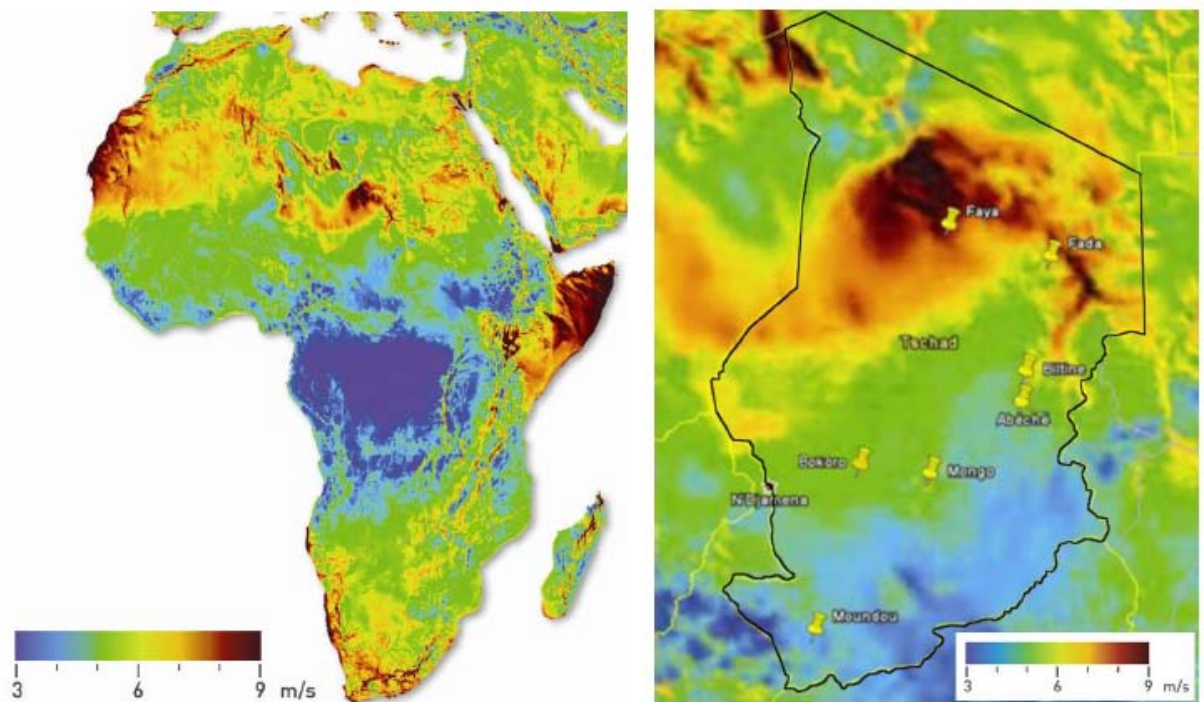 3 6 9 m/s
Faya
Fada
Tschad
Biltine
Abéché
Bokoro
Mongo
N'Djamena
Moundou
3 6 9 m/s